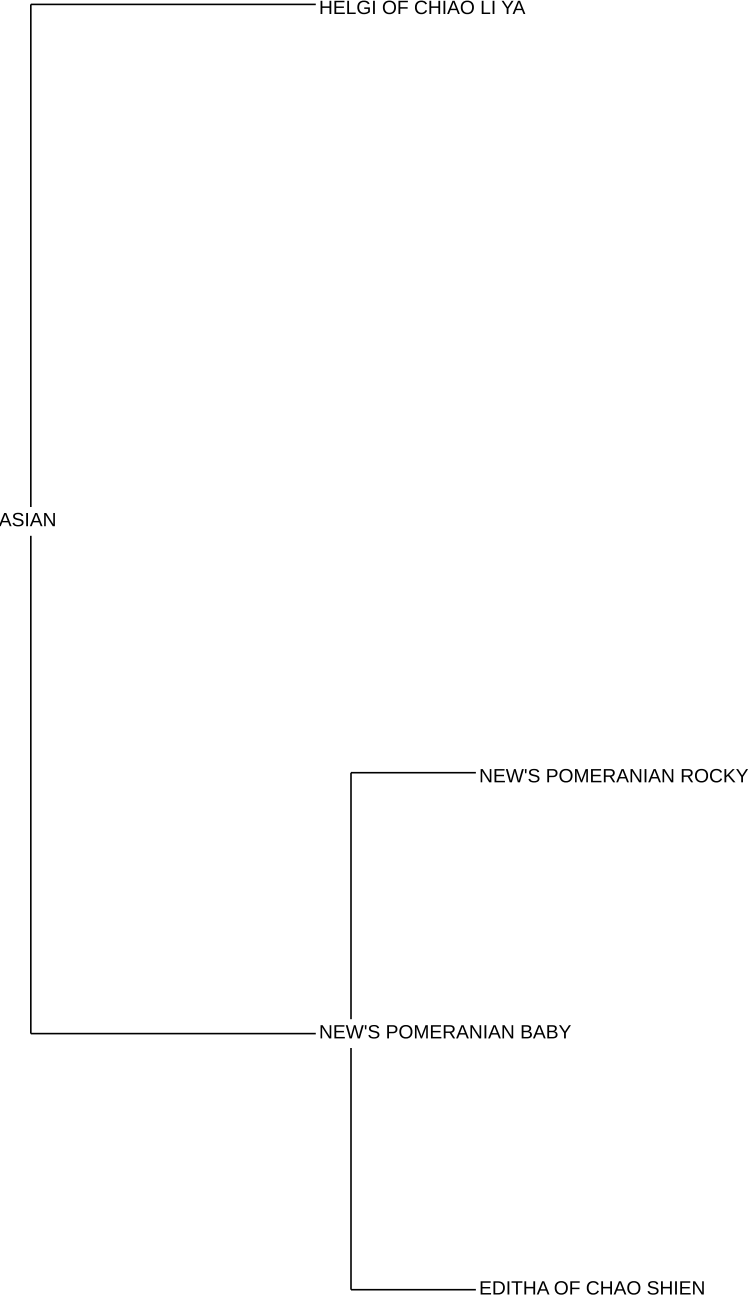 HELGI OF CHIAO LI YA
ASIAN
NEW'S POMERANIAN ROCKY
NEW'S POMERANIAN BABY
EDITHA OF CHAO SHIEN